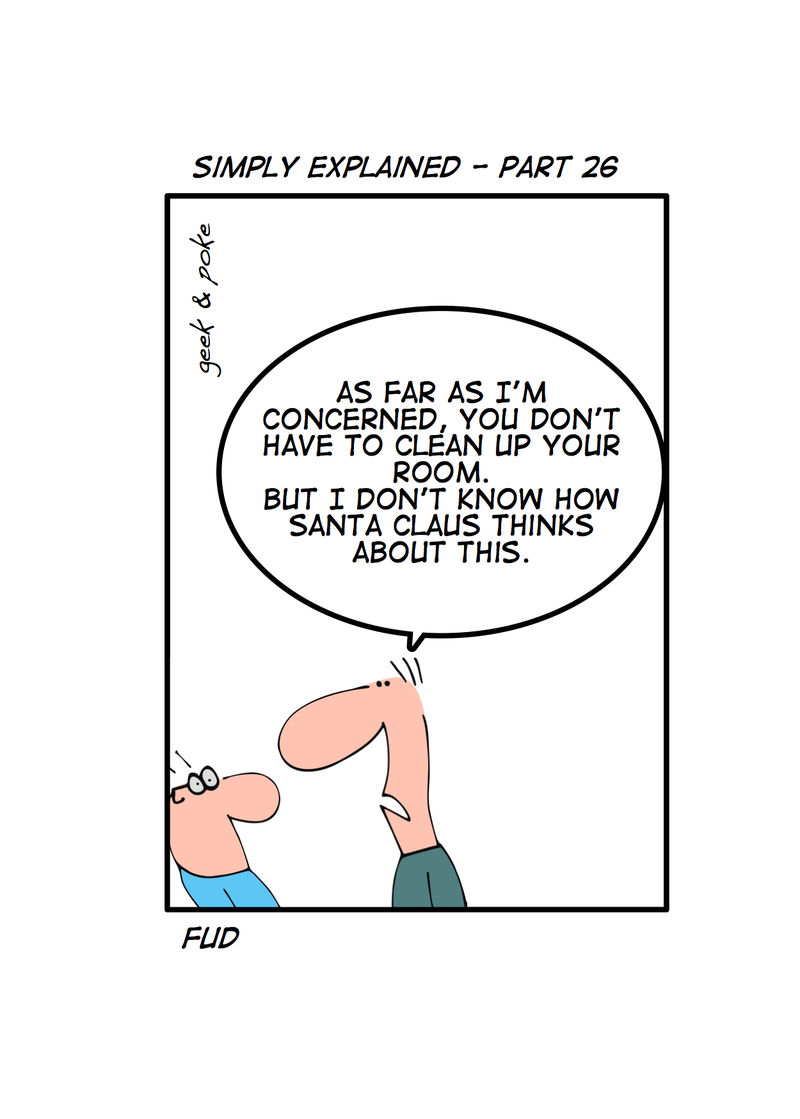 SIMPLY EXPLAINED - PART 26
geek & poke
AS FAR AS I'M
CONCERNED, YOU DON'T
HAVE TO CLEAN UP YOUR
ROOM.
BUT I DON'T KNOW HOW
SANTA CLAUS THINKS
ABOUT THIS.
FUD